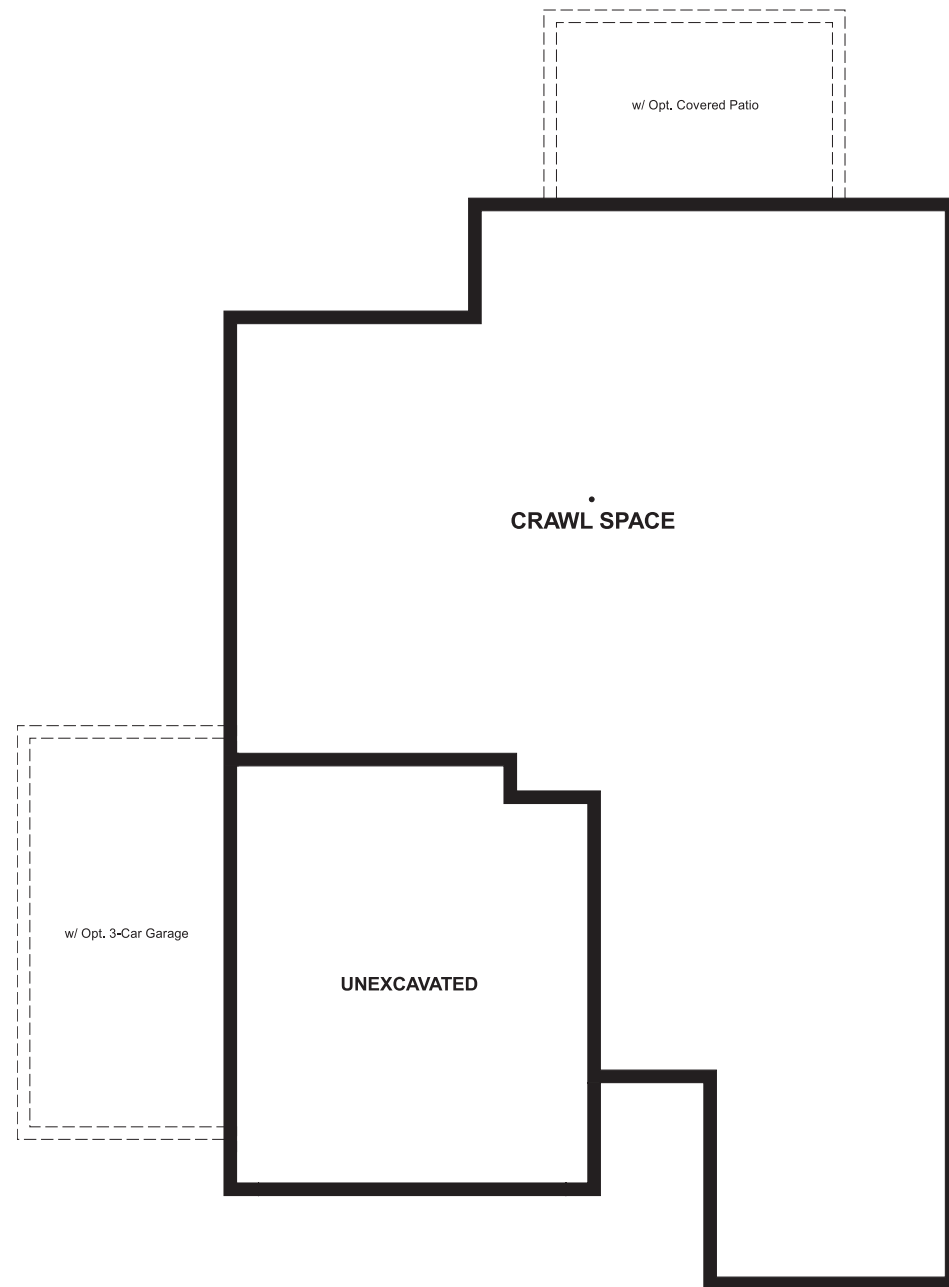 w/ Opt. Covered Patio
CRAWL SPACE
w/ Opt. 3-Car Garage
UNEXCAVATED